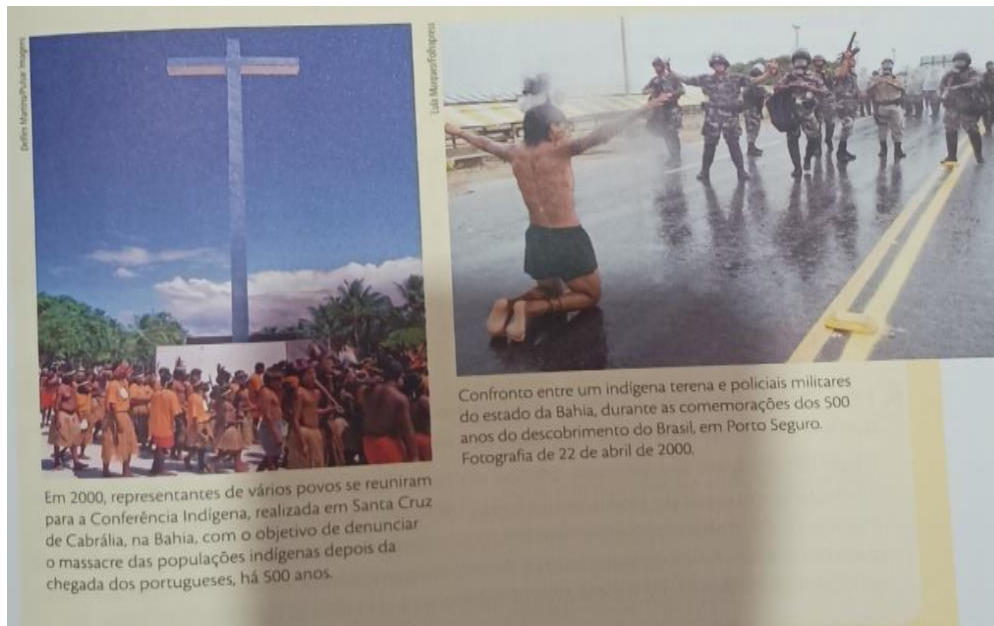 Delfim Martins/Pulsar Imagens
Em 2000, representantes de vários povos se reuniram
para a Conferência Indígena, realizada em Santa Cruz
de Cabrália, na Bahia, com o objetivo de denunciar
o massacre das populações indígenas depois da
chegada dos portugueses, há 500 anos.
Lula Marques/Folhapress
Confronto entre um indígena terena e policiais militares
do estado da Bahia, durante as comemorações dos 500
anos do descobrimento do Brasil, em Porto Seguro.
Fotografia de 22 de abril de 2000.